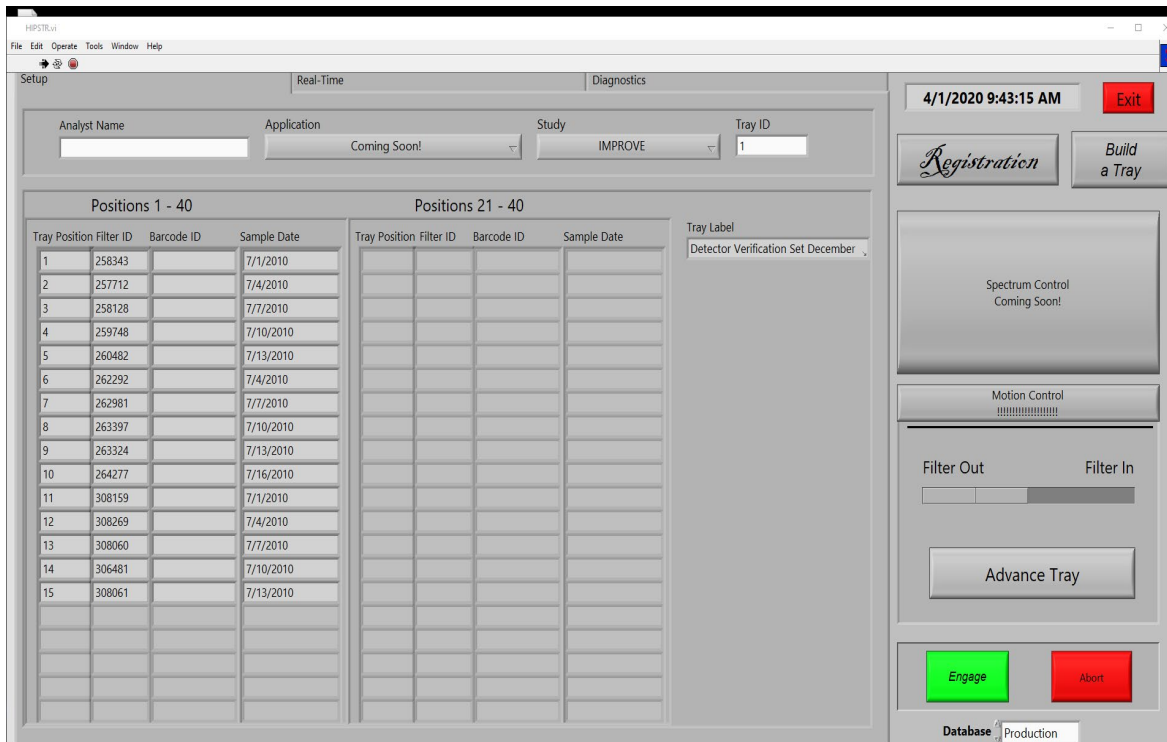 HIPSTR.vi
File Edit Operate Tools Window Help
Setup Real-Time Diagnostics
Analyst Name Application Study Tray ID
Coming Soon! IMPROVE 1
Positions 1 - 40 Positions 21 - 40
Tray Position Filter ID Barcode ID Sample Date Tray Position Filter ID Barcode ID Sample Date
1 258343 7/1/2010
2 257712 7/4/2010
3 258128 7/7/2010
4 259748 7/10/2010
5 260482 7/13/2010
6 262292 7/4/2010
7 262981 7/7/2010
8 263397 7/10/2010
9 263324 7/13/2010
10 264277 7/16/2010
11 308159 7/1/2010
12 308269 7/4/2010
13 308060 7/7/2010
14 306481 7/10/2010
15 308061 7/13/2010
Tray Label
Detector Verification Set December
4/1/2020 9:43:15 AM Exit
Registration Build
a Tray
Spectrum Control
Coming Soon!
Motion Control
!!!!!!!!!!!!!!!!!!!!
Filter Out Filter In
Advance Tray
Engage Abort
Database Production